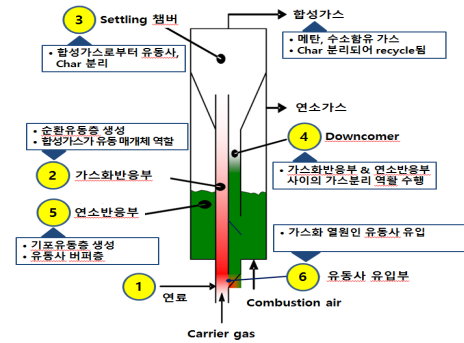 3 Settling 챔버
• 합성가스로부터 유동사,
Char 분리
합성가스
• 메탄, 수소함유 가스
• Char 분리되어 recycle됨
연소가스
• 순환유동층 생성
• 합성가스가 유동 매개체 역할
4 Downcomer
2 가스화반응부
• 가스화반응부 & 연소반응부
사이의 가스분리 역활 수행
5 연소반응부
• 기포유동층 생성
• 유동사 버퍼층
• 가스화 열원인 유동사 유입
6 유동사 유입부
1
연료
Combustion air
Carrier gas